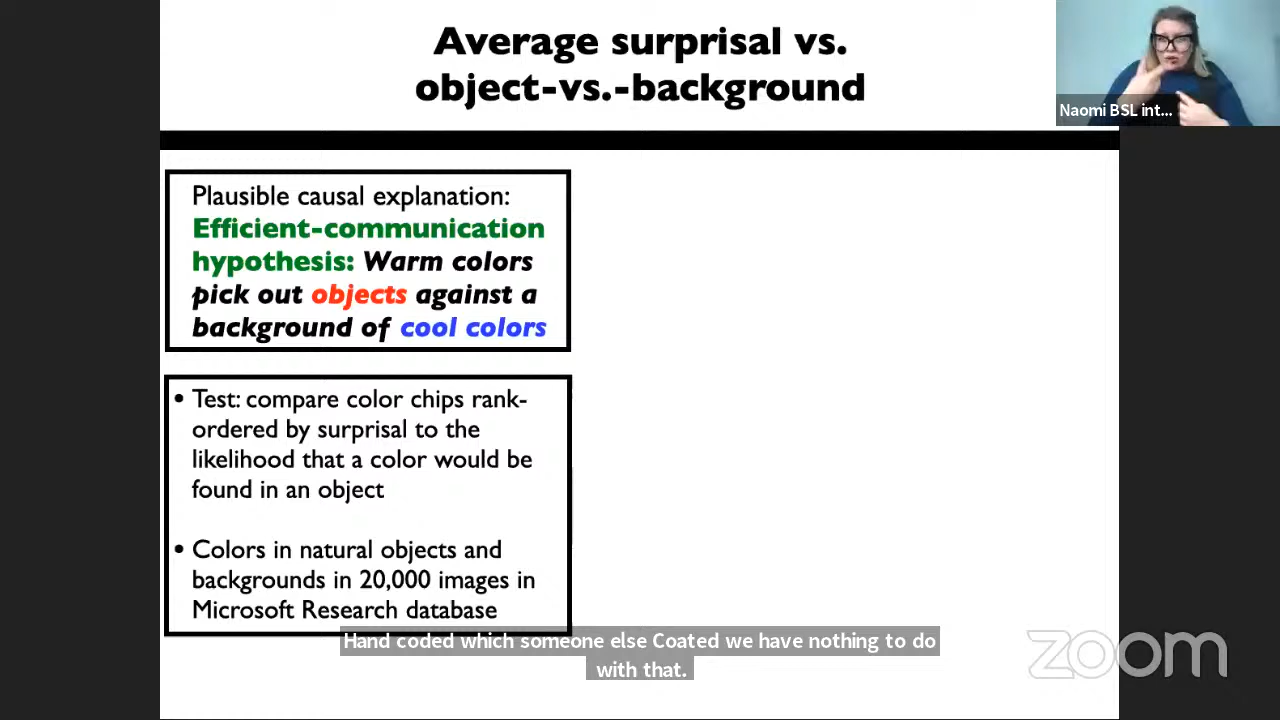 Average surprisal vs.
object-vs.-background
Naomi BSL int...
Plausible causal explanation:
Efficient-communication
hypothesis: Warm colors
pick out objects against a
background of cool colors
• Test: compare color chips rank-
ordered by surprisal to the
likelihood that a color would be
found in an object
• Colors in natural objects and
backgrounds in 20,000 images in
Microsoft Research database
Hand coded which someone else Coated we have nothing to do
with that.
zoom